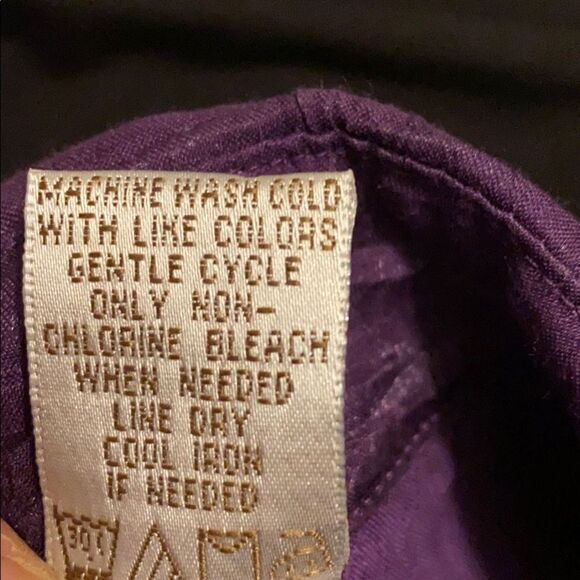 MACHINE WASH COLD
WITH LIKE COLORS
GENTLE CYCLE
ONLY NON-
CHLORINE BLEACH
WHEN NEEDED
LINE DRY
COOL IRON
IF NEEDED
30